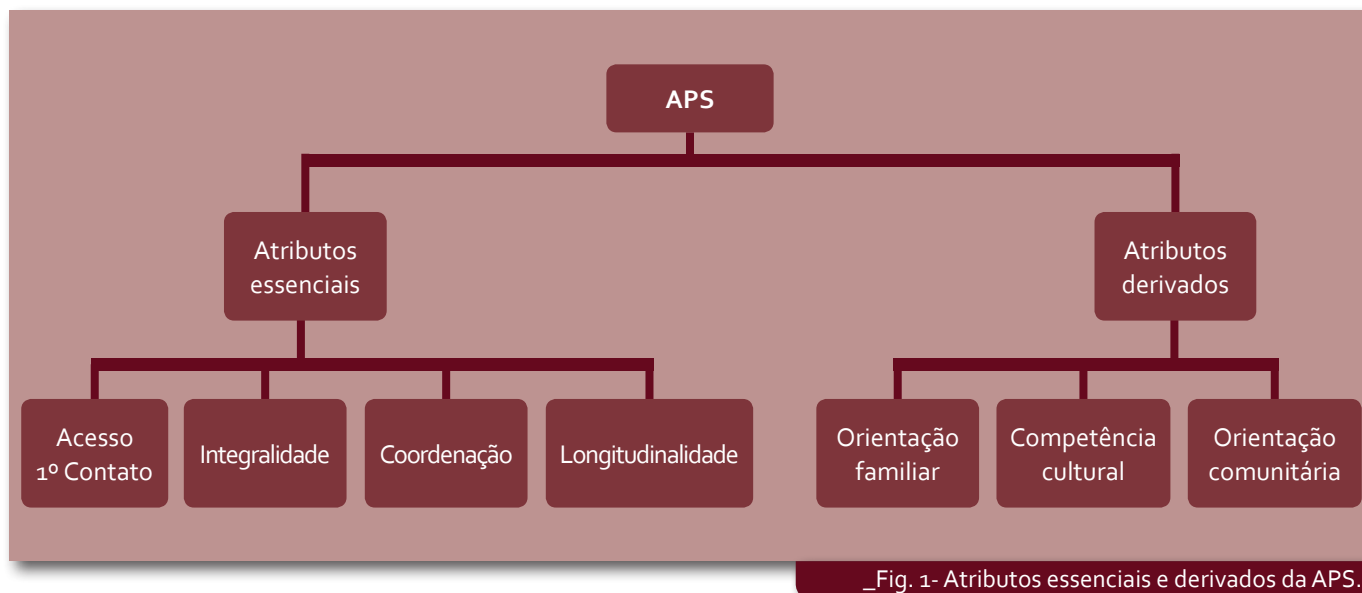 APS
Atributos
essenciais
Atributos
derivados
Acesso
1º Contato
Integralidade
Coordenação
Longitudinalidade
Orientação
familiar
Competência
cultural
Orientação
comunitária
_Fig. 1- Atributos essenciais e derivados da APS.